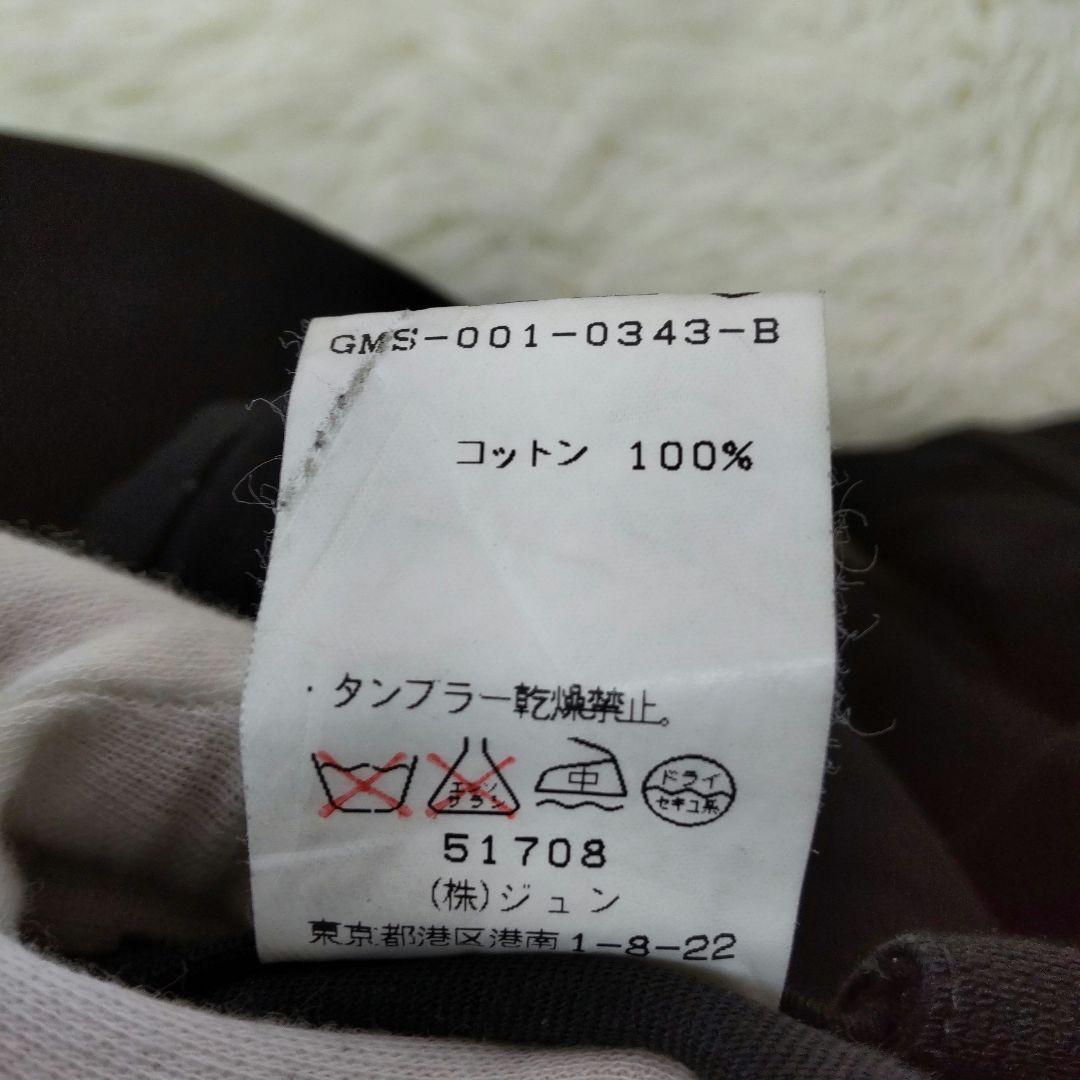 GMS-001-0343-B
コットン 100%
・タンブラー乾燥禁止。
エンソ
サラシ
中
ドライ
セキユ系
51708
(株)ジュン
東京都港区港南1-8-22